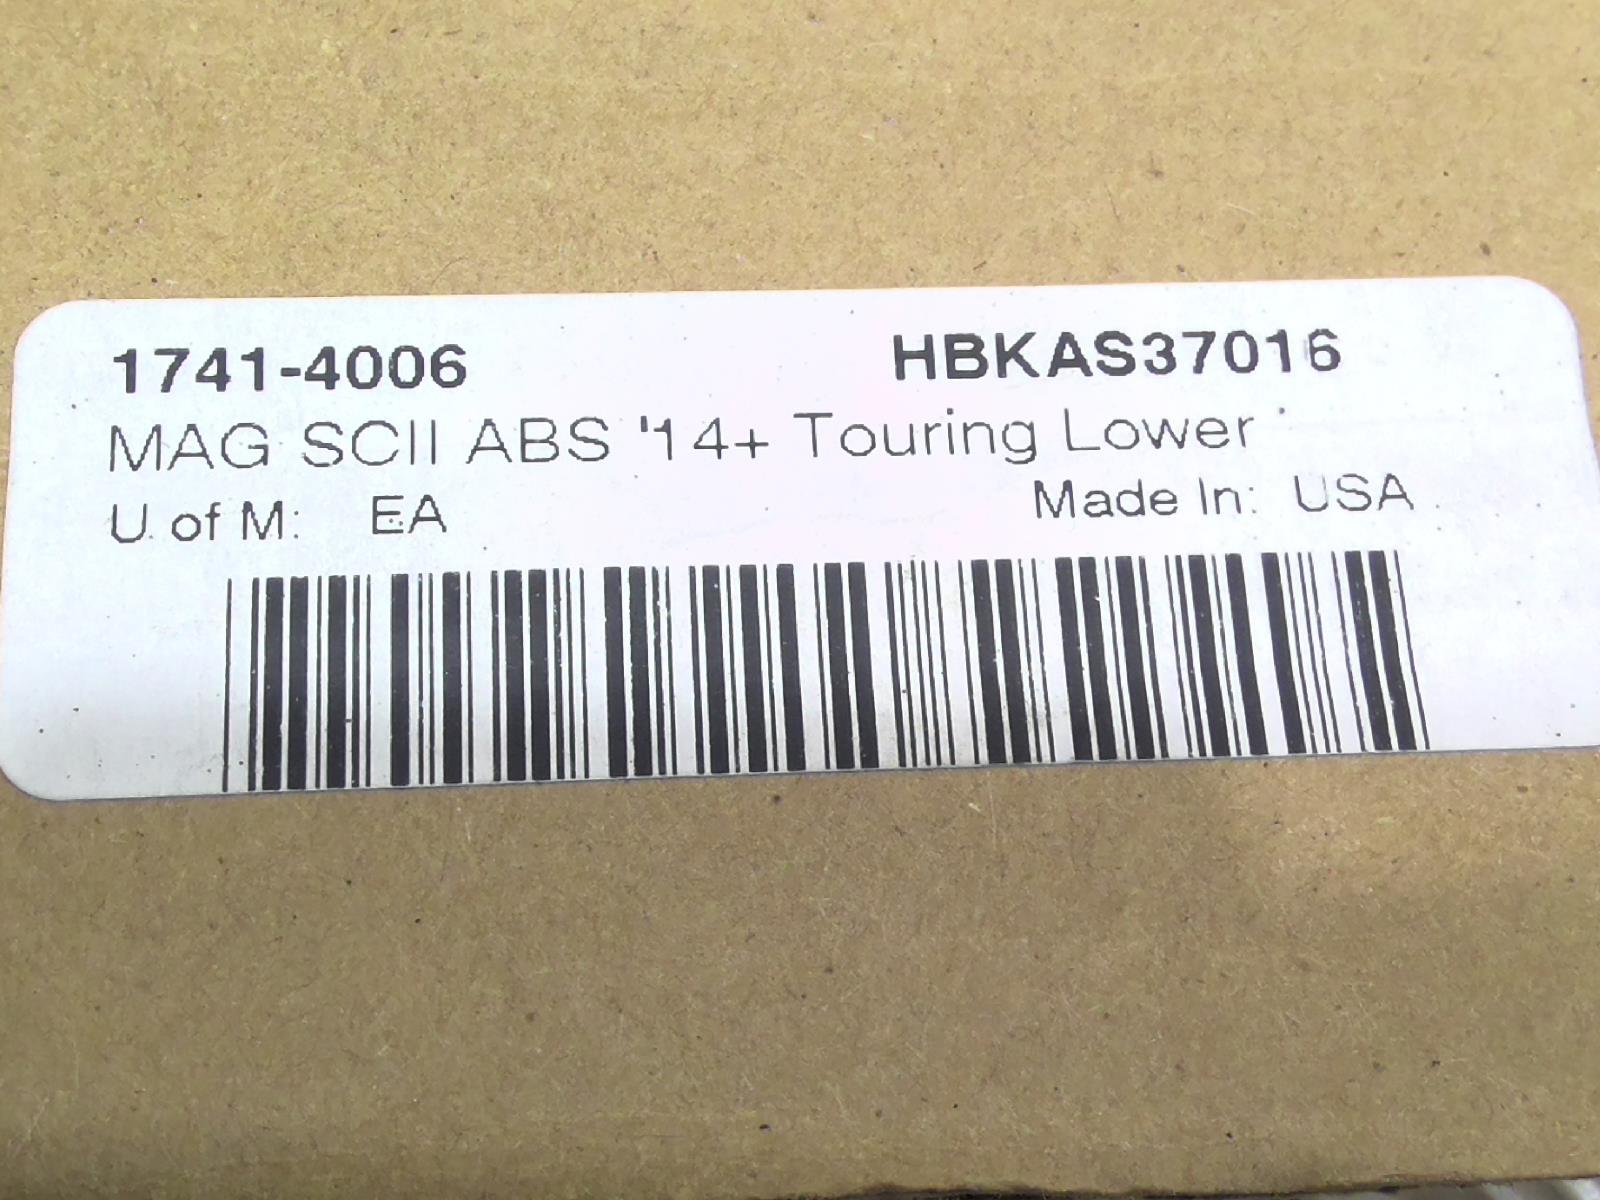 1741-4006 HBKAS37016
MAG SCII ABS '14+ Touring Lower
U. of M: EA Made In: USA